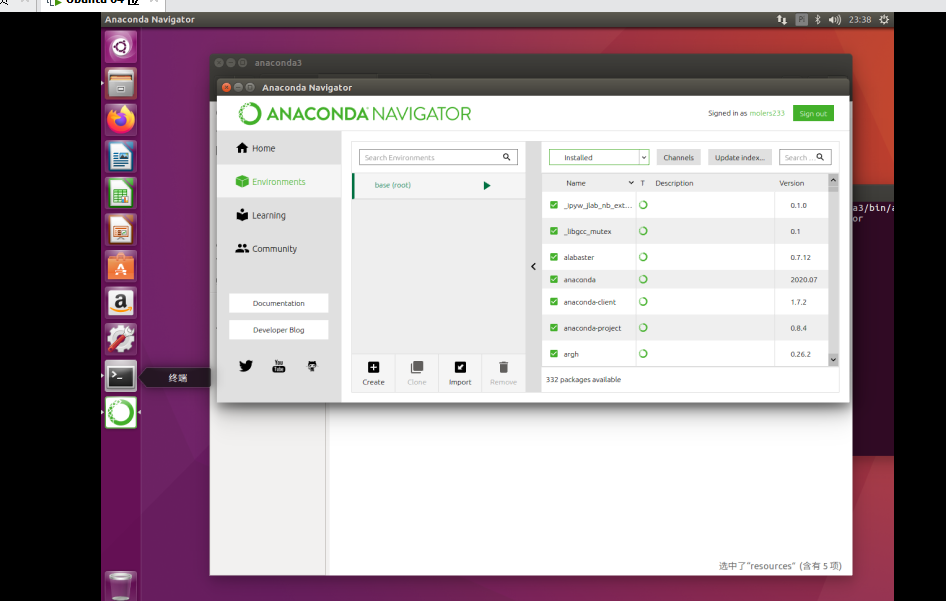 Ubuntu 64
Anaconda Navigator
23:38
anaconda3
Anaconda Navigator
ANACONDA NAVIGATOR
Signed in as molers233
Sign out
Home
Environments
Learning
Community
Documentation
Developer Blog
You
Tube
终端
Search Environments
base (root)
Create
Clone
Import
Remove
Installed
Channels
Update index...
Search ...
Name
T
Description
Version
_ipyw_jlab_nb_ext...
0.1.0
_libgcc_mutex
0.1
alabaster
0.7.12
anaconda
2020.07
anaconda-client
1.7.2
anaconda-project
0.8.4
argh
0.26.2
332 packages available
a3/bin/a
or
选中了"resources" (含有 5 项)